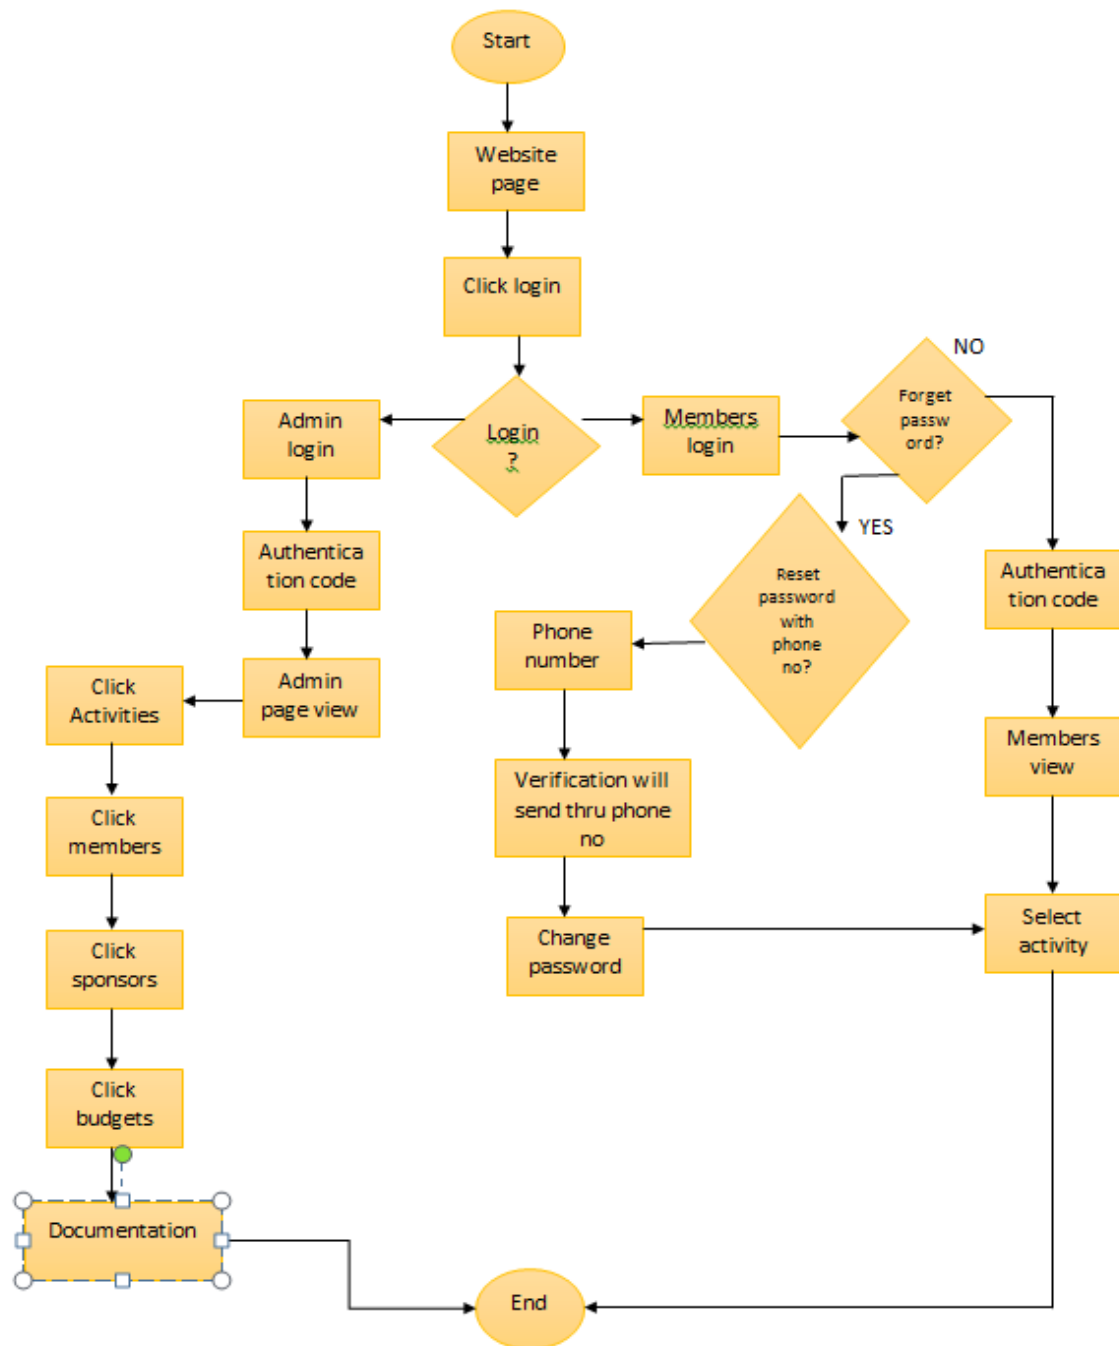 Start
Website
page
Click login
Login
?
Admin
login
Members
login
Forget
passw
ord?
NO
YES
Authentica
tion code
Reset
password
with
phone
no?
Authentica
tion code
Phone
number
Admin
page view
Click
Activities
Members
view
Verification will
send thru phone
no
Click
members
Select
activity
Change
password
Click
sponsors
Click
budgets
Documentation
End